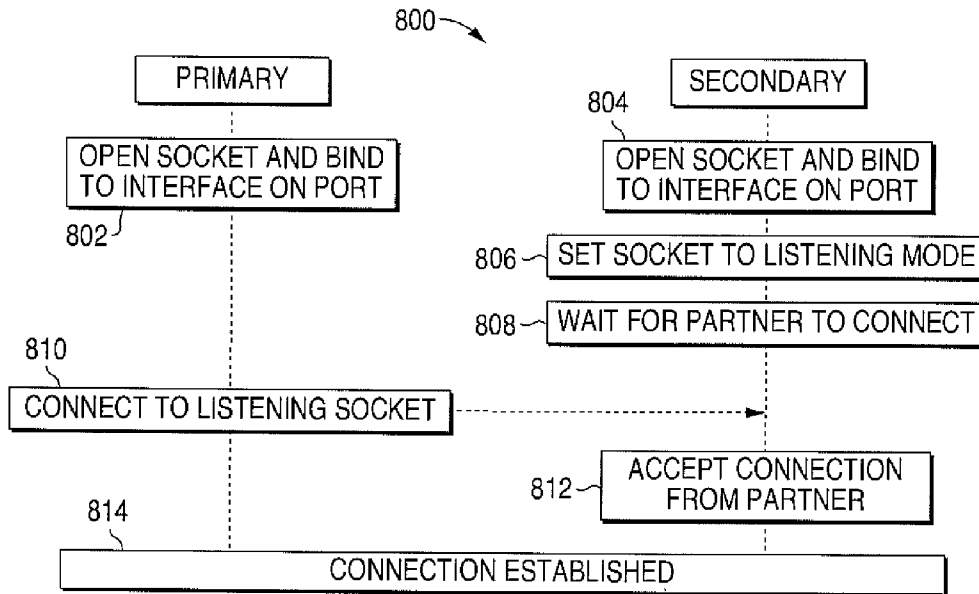 800
PRIMARY
SECONDARY
804
OPEN SOCKET AND BIND
TO INTERFACE ON PORT
802
OPEN SOCKET AND BIND
TO INTERFACE ON PORT
806
SET SOCKET TO LISTENING MODE
808
WAIT FOR PARTNER TO CONNECT
810
CONNECT TO LISTENING SOCKET
812
ACCEPT CONNECTION
FROM PARTNER
814
CONNECTION ESTABLISHED